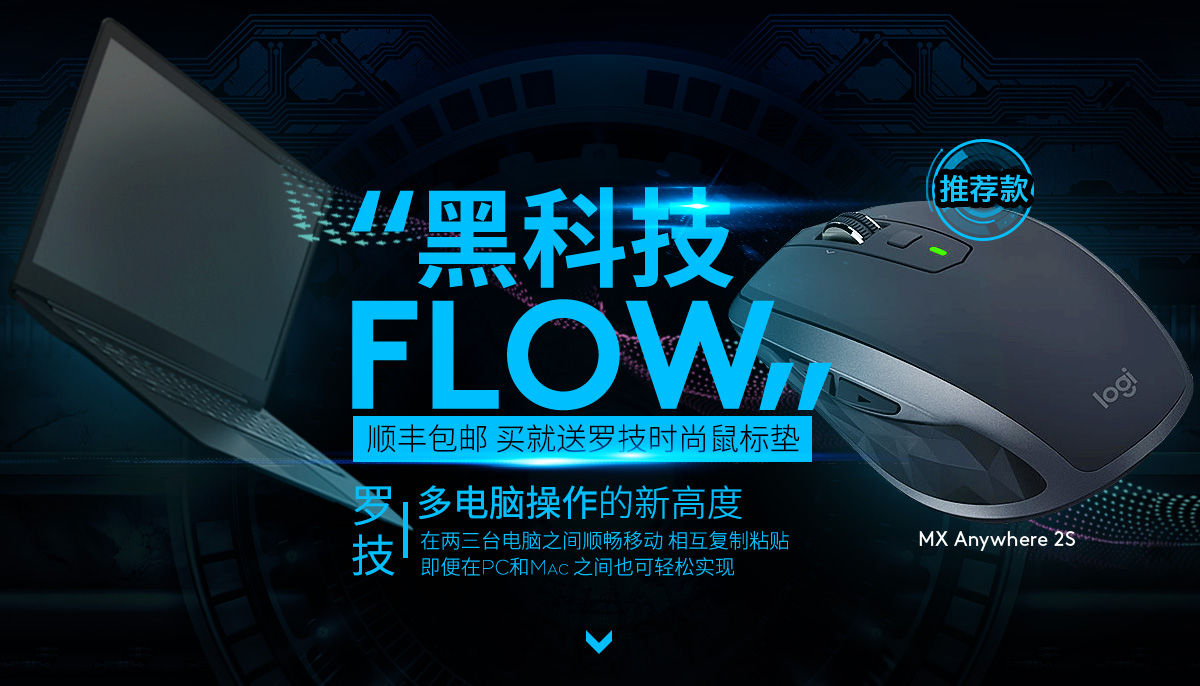 推荐款
“黑科技
FLOW”
logi
顺丰包邮 买就送罗技时尚鼠标垫
罗技
多电脑操作的新高度
在两三台电脑之间顺畅移动 相互复制粘贴
即便在PC和MAC 之间也可轻松实现
MX Anywhere 2S